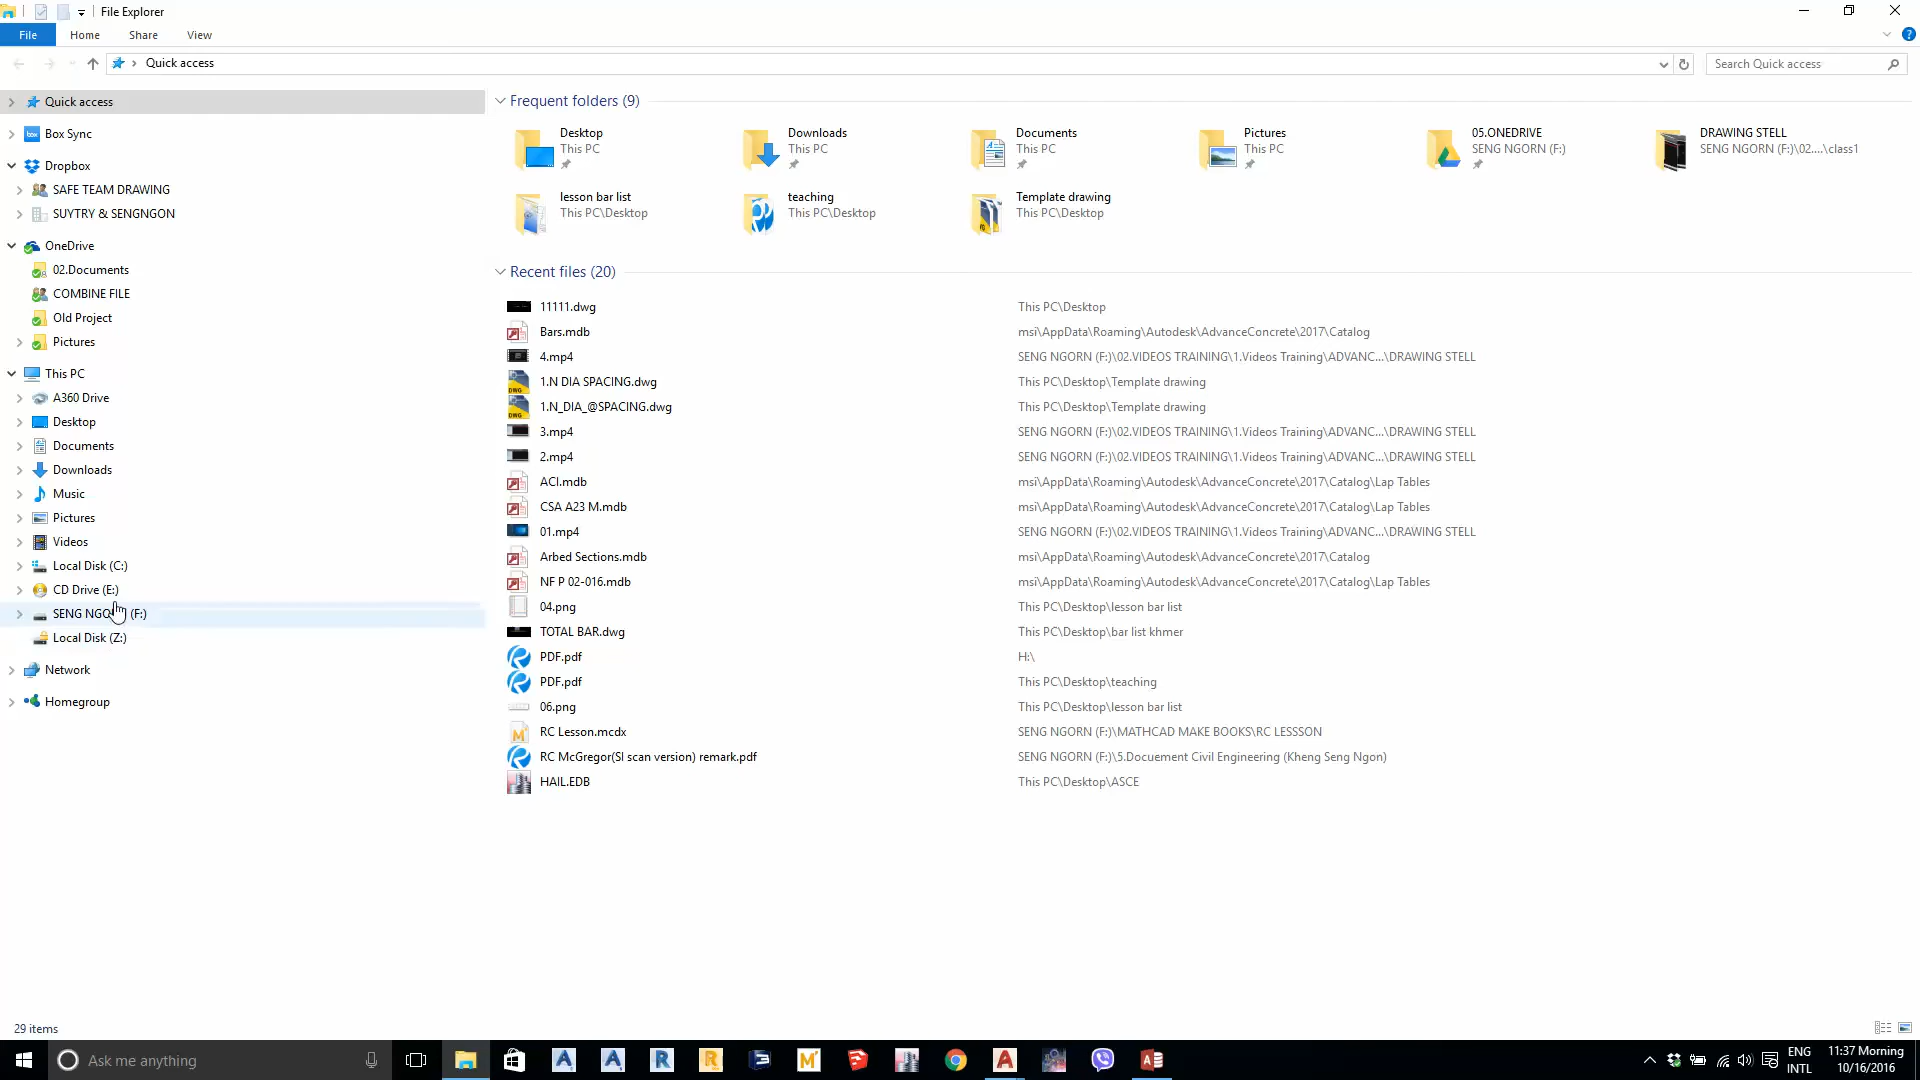 File Explorer
File Home Share View
Quick access
Search Quick access
Quick access
Box Sync
Dropbox
SAFE TEAM DRAWING
SUYTRY & SENGNGON
OneDrive
02.Documents
COMBINE FILE
Old Project
Pictures
This PC
A360 Drive
Desktop
Documents
Downloads
Music
Pictures
Videos
Local Disk (C:)
CD Drive (E:)
SENG (F:)
Local Disk (Z:)
Network
Homegroup
Frequent folders (9)
Desktop
This PC
Downloads
This PC
Documents
This PC
Pictures
This PC
05.ONEDRIVE
SENG NGORN (F:)
DRAWING STELL
SENG NGORN (F:)\02....\class1
lesson bar list
This PC\Desktop
teaching
This PC\Desktop
Template drawing
This PC\Desktop
Recent files (20)
11111.dwg This PC\Desktop
Bars.mdb msi\AppData\Roaming\Autodesk\AdvanceConcrete\2017\Catalog
4.mp4 SENG NGORN (F:)\02.VIDEOS TRAINING\1.Videos Training\ADVANC...\DRAWING STELL
1.N DIA SPACING.dwg This PC\Desktop\Template drawing
1.N_DIA_@SPACING.dwg This PC\Desktop\Template drawing
3.mp4 SENG NGORN (F:)\02.VIDEOS TRAINING\1.Videos Training\ADVANC...\DRAWING STELL
2.mp4 SENG NGORN (F:)\02.VIDEOS TRAINING\1.Videos Training\ADVANC...\DRAWING STELL
ACI.mdb msi\AppData\Roaming\Autodesk\AdvanceConcrete\2017\Catalog\Lap Tables
CSA A23 M.mdb msi\AppData\Roaming\Autodesk\AdvanceConcrete\2017\Catalog\Lap Tables
01.mp4 SENG NGORN (F:)\02.VIDEOS TRAINING\1.Videos Training\ADVANC...\DRAWING STELL
Arbed Sections.mdb msi\AppData\Roaming\Autodesk\AdvanceConcrete\2017\Catalog
NF P 02-016.mdb msi\AppData\Roaming\Autodesk\AdvanceConcrete\2017\Catalog\Lap Tables
04.png This PC\Desktop\lesson bar list
TOTAL BAR.dwg This PC\Desktop\bar list khmer
PDF.pdf H:\
PDF.pdf This PC\Desktop\teaching
06.png This PC\Desktop\lesson bar list
RC Lesson.mcdx SENG NGORN (F:)\MATHCAD MAKE BOOKS\RC LESSSON
RC McGregor(SI scan version) remark.pdf SENG NGORN (F:)\5.Docuement Civil Engineering (Kheng Seng Ngon)
HAIL.EDB This PC\Desktop\ASCE
29 items
Ask me anything
ENG
INTL
11:37 Morning
10/16/2016